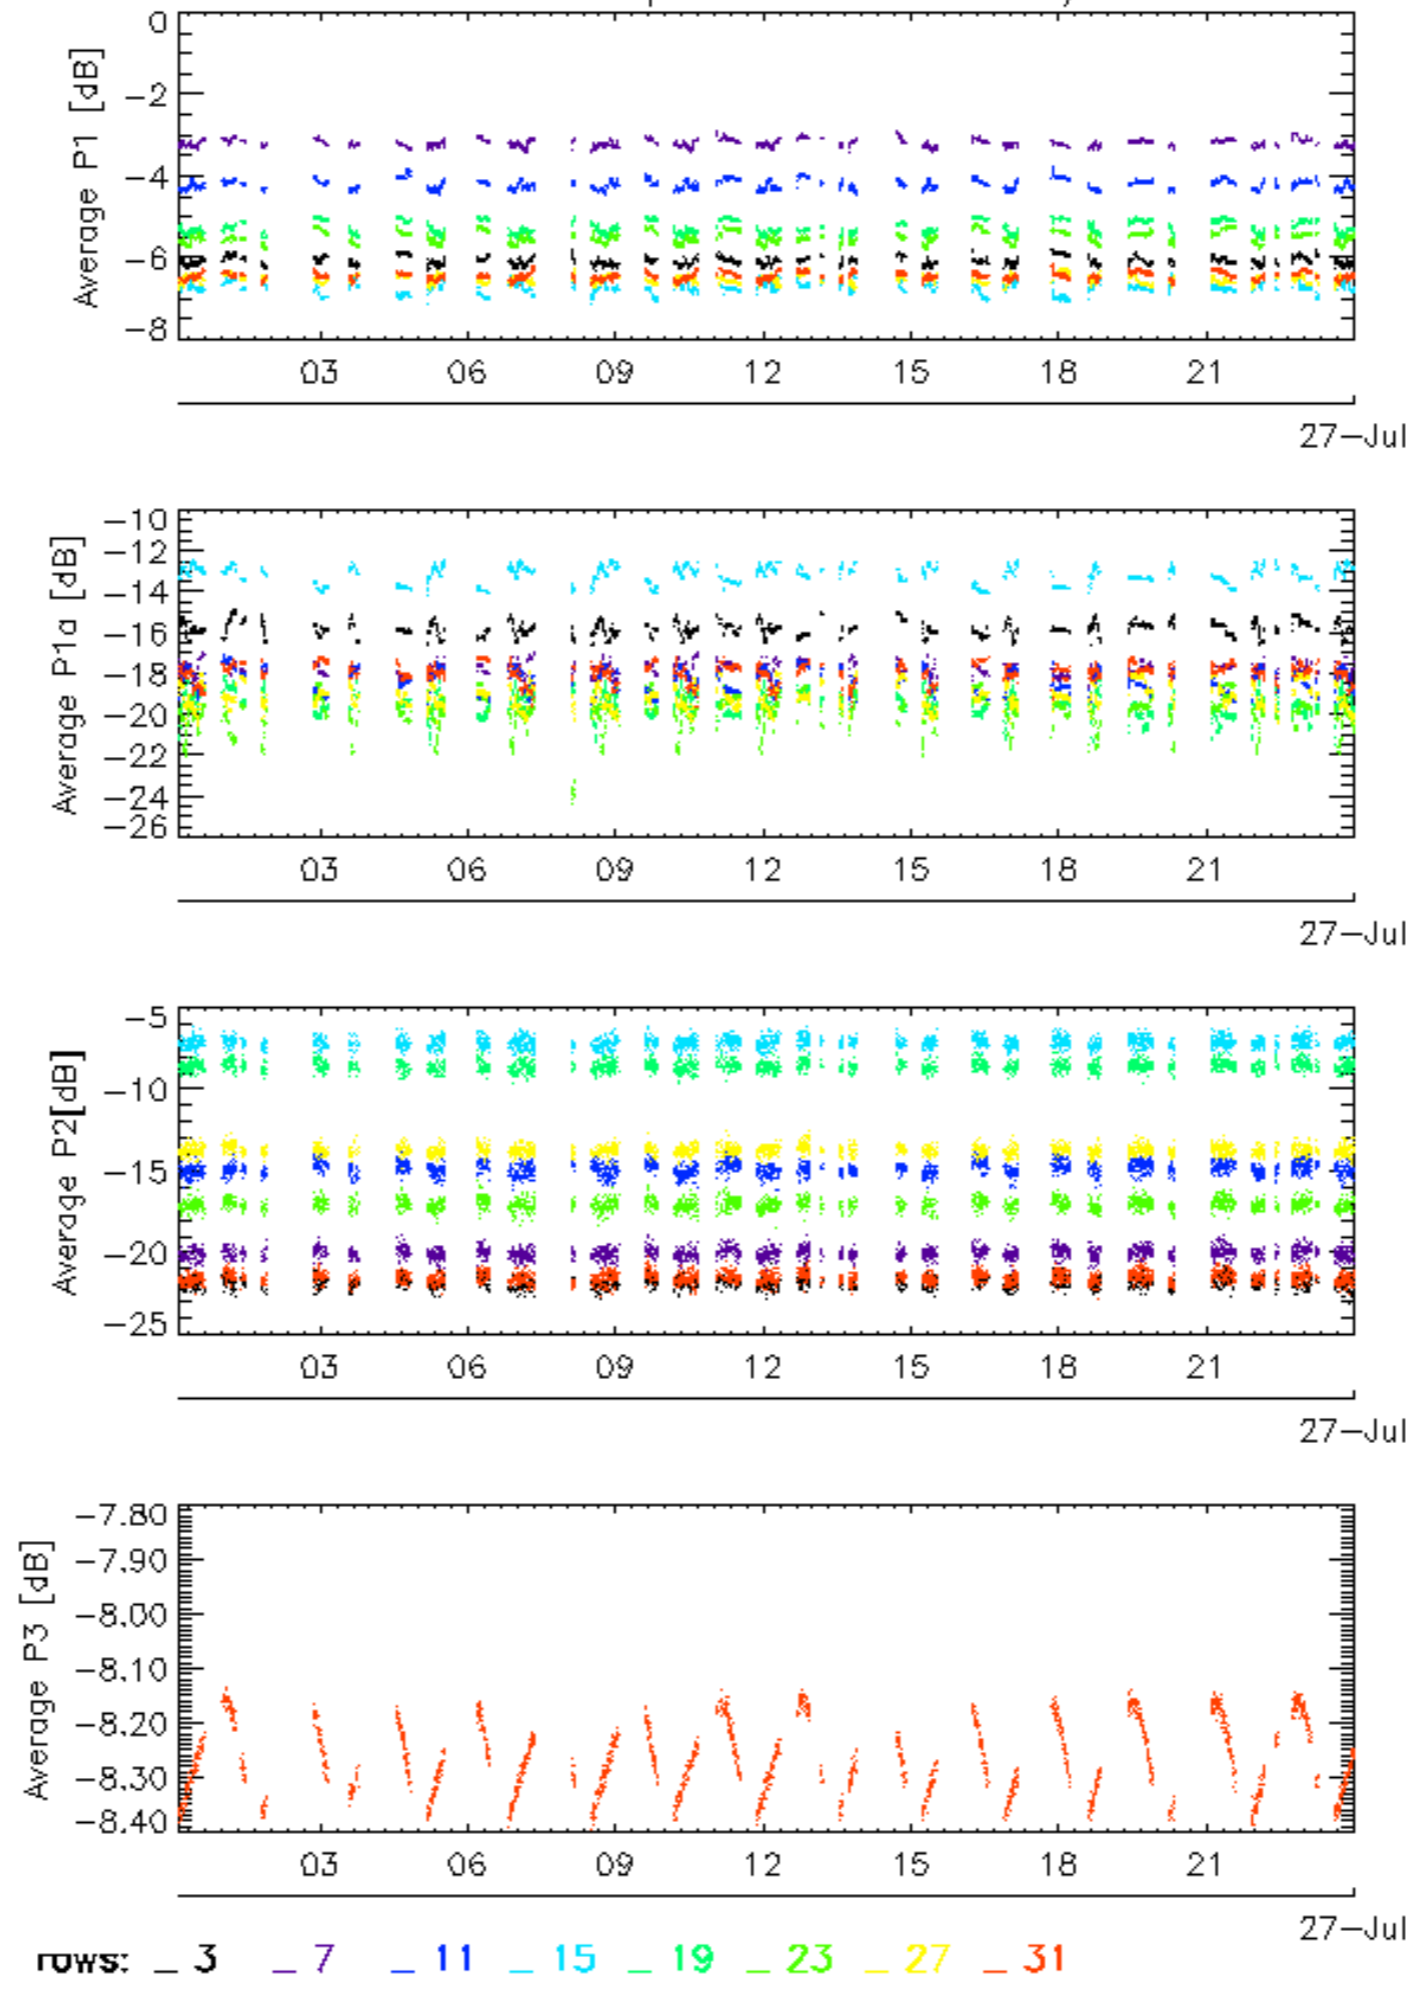 Average P1 [dB]
0
−2
−4
−6
−8
03 06 09 12 15 18 21
27−Jul
Average P1a [dB]
−10
−12
−14
−16
−18
−20
−22
−24
−26
03 06 09 12 15 18 21
27−Jul
Average P2[dB]
−5
−10
−15
−20
−25
03 06 09 12 15 18 21
27−Jul
Average P3 [dB]
−7.80
−7.90
−8.00
−8.10
−8.20
−8.30
−8.40
03 06 09 12 15 18 21
27−Jul
rows: _ 3 _ 7 _ 11 _ 15 _ 19 _ 23 _ 27 _ 31